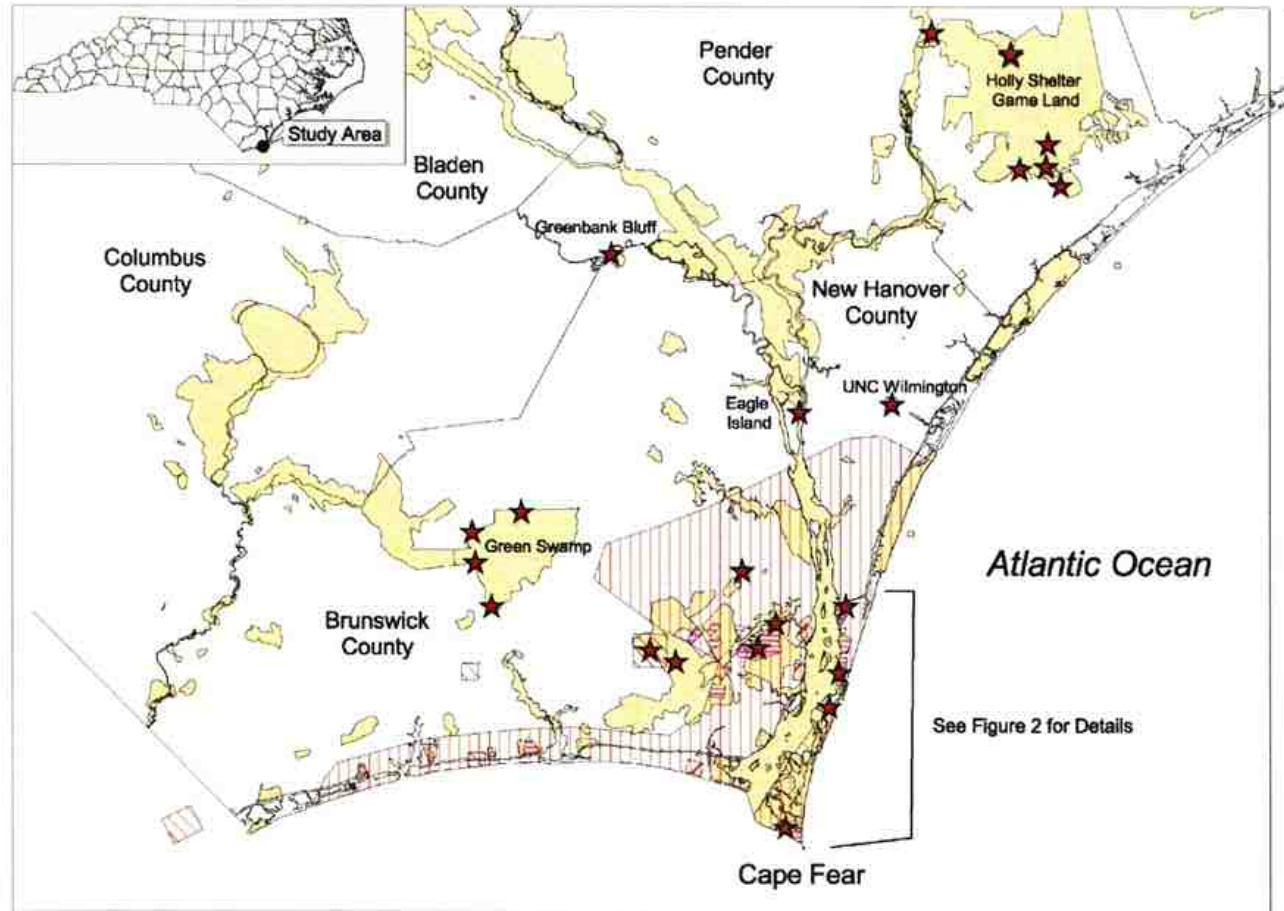 Study Area
Pender
County
Holly Shelter
Game Land
Bladen
County
Greenbank Bluff
Columbus
County
New Hanover
County
UNC Wilmington
Eagle
Island
Green Swamp
Atlantic Ocean
Brunswick
County
See Figure 2 for Details
Cape Fear